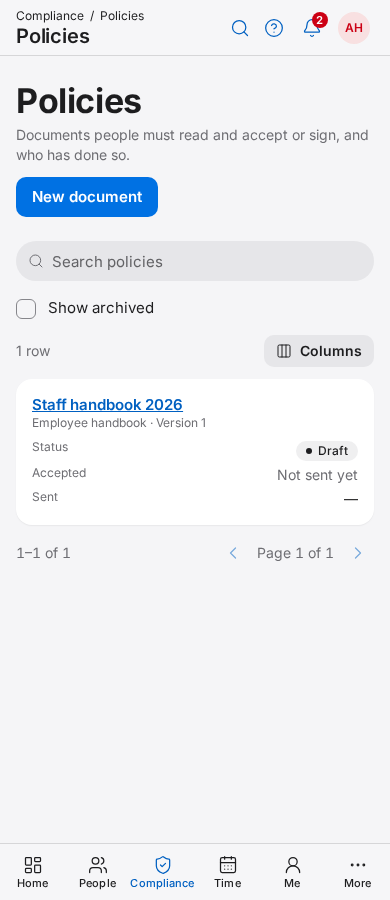 Compliance / Policies
Policies
2
AH
Policies
Documents people must read and accept or sign, and
who has done so.
New document
Search policies
Show archived
1 row
Columns
Staff handbook 2026
Employee handbook · Version 1
Status
Draft
Accepted
Not sent yet
Sent
—
1–1 of 1
Page 1 of 1
Home
People
Compliance
Time
Me
More